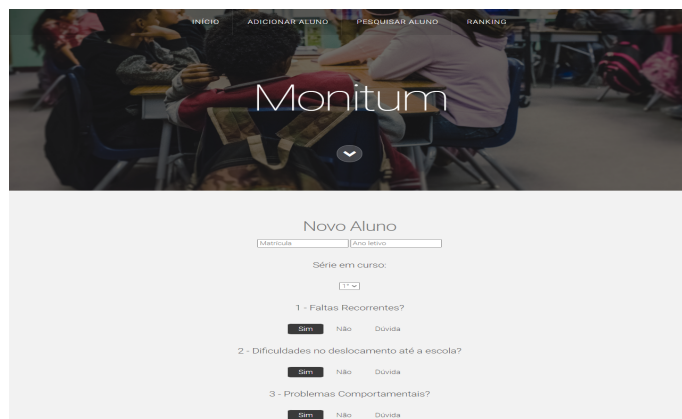 INÍCIO ADICIONAR ALUNO PESQUISAR ALUNO RANKING
Monitum
Novo Aluno
Matrícula Ano letivo
Série em curso:
1°
1 - Faltas Recorrentes?
Sim Não Dúvida
2 - Dificuldades no deslocamento até a escola?
Sim Não Dúvida
3 - Problemas Comportamentais?
Sim Não Dúvida